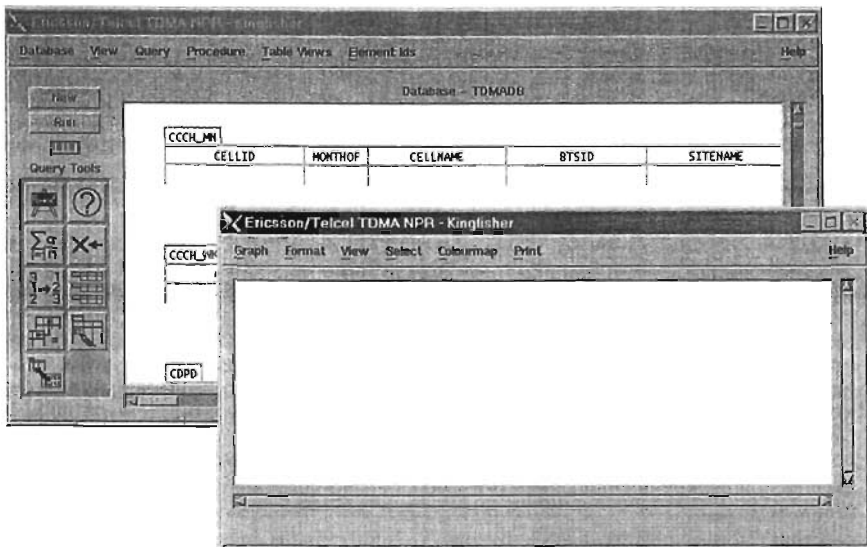 Ericsson/Telcel TDMA NPR - Kingfisher
Database View Query Procedure Table Views Element Ids Help
New
Run
Query Tools
Database - TDMADB
CCCH_MN
CELLID MONTHOF CELLNAME BTSID SITENAME
Ericsson/Telcel TDMA NPR - Kingfisher
Graph Format View Select Colourmap Print Help
CCCH_WK
CDPD